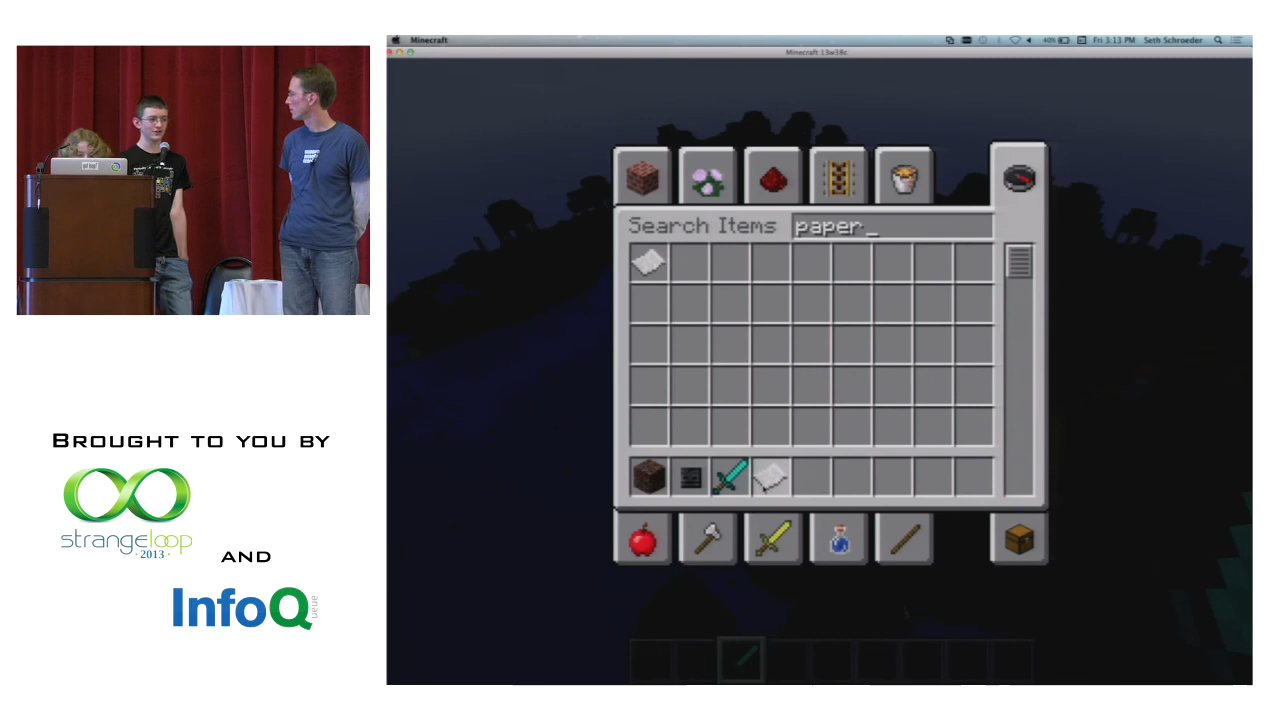 Minecraft
40%
Fri 3:13 PM
Seth Schroeder
Minecraft 13w38c
Search Items
paper_
BROUGHT TO YOU BY
strangeloop
· 2013 ·
AND
InfoQ